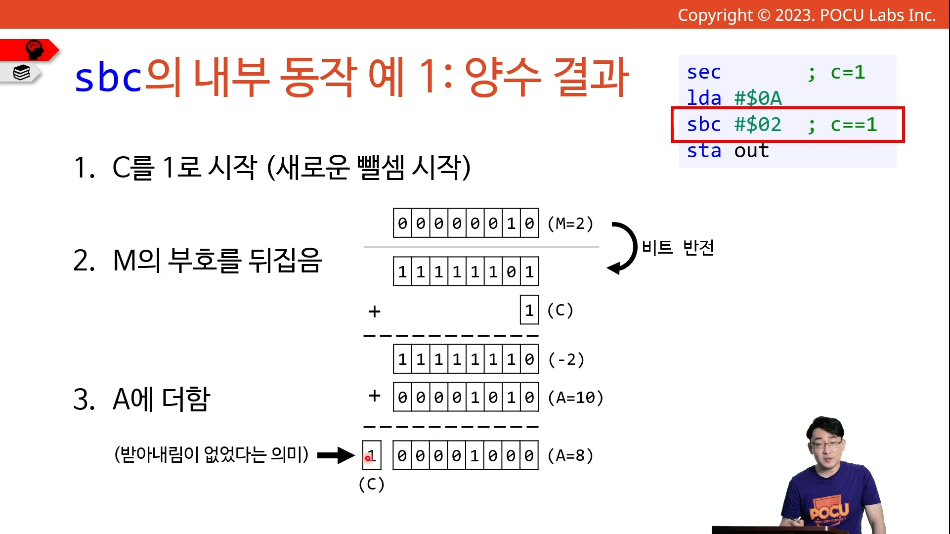 Copyright © 2023. POCU Labs Inc.
sbc의 내부 동작 예 1: 양수 결과
sec ; c=1
lda #$0A
sbc #$02 ; c==1
sta out
1. C를 1로 시작 (새로운 뺄셈 시작)
0 0 0 0 0 0 1 0 (M=2)
비트 반전
2. M의 부호를 뒤집음
1 1 1 1 1 1 0 1
+ 1 (C)
1 1 1 1 1 1 1 0 (-2)
3. A에 더함
+ 0 0 0 0 1 0 1 0 (A=10)
(받아내림이 없었다는 의미) 1 0 0 0 0 1 0 0 0 (A=8)
(C)
POCU